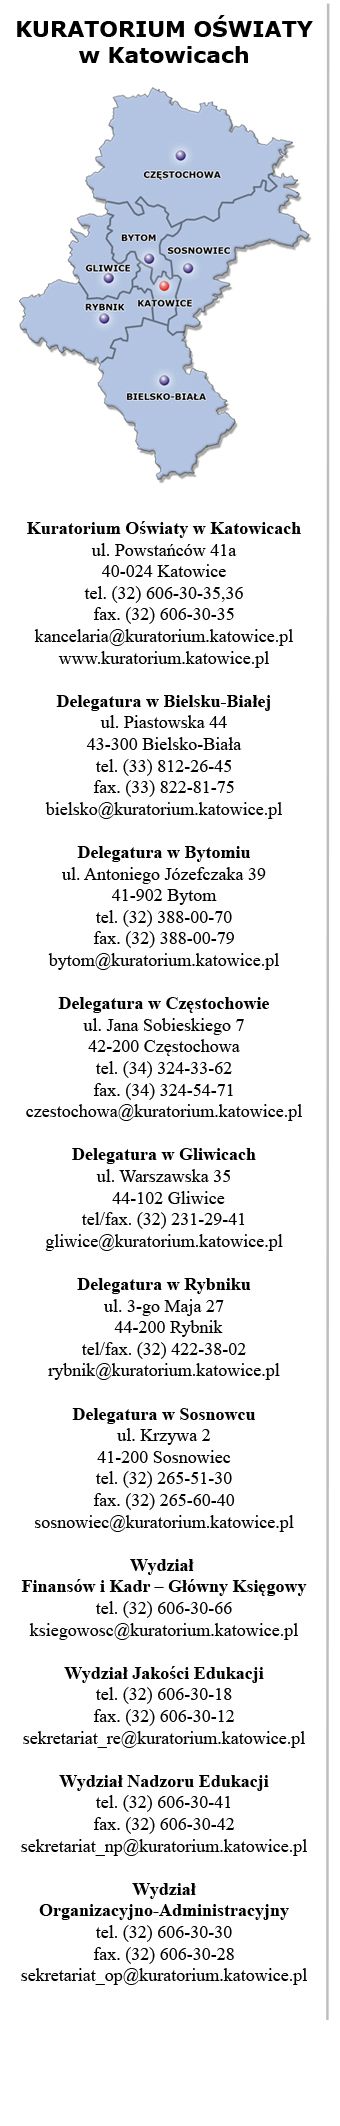 KURATORIUM OŚWIATY
w Katowicach
CZĘSTOCHOWA
BYTOM
SOSNOWIEC
GLIWICE
KATOWICE
RYBNIK
BIELSKO-BIAŁA
Kuratorium Oświaty w Katowicach
ul. Powstańców 41a
40-024 Katowice
tel. (32) 606-30-35,36
fax. (32) 606-30-35
kancelaria@kuratorium.katowice.pl
www.kuratorium.katowice.pl
Delegatura w Bielsku-Białej
ul. Piastowska 44
43-300 Bielsko-Biała
tel. (33) 812-26-45
fax. (33) 822-81-75
bielsko@kuratorium.katowice.pl
Delegatura w Bytomiu
ul. Antoniego Józefczaka 39
41-902 Bytom
tel. (32) 388-00-70
fax. (32) 388-00-79
bytom@kuratorium.katowice.pl
Delegatura w Częstochowie
ul. Jana Sobieskiego 7
42-200 Częstochowa
tel. (34) 324-33-62
fax. (34) 324-54-71
czestochowa@kuratorium.katowice.pl
Delegatura w Gliwicach
ul. Warszawska 35
44-102 Gliwice
tel/fax. (32) 231-29-41
gliwice@kuratorium.katowice.pl
Delegatura w Rybniku
ul. 3-go Maja 27
44-200 Rybnik
tel/fax. (32) 422-38-02
rybnik@kuratorium.katowice.pl
Delegatura w Sosnowcu
ul. Krzywa 2
41-200 Sosnowiec
tel. (32) 265-51-30
fax. (32) 265-60-40
sosnowiec@kuratorium.katowice.pl
Wydział
Finansów i Kadr – Główny Księgowy
tel. (32) 606-30-66
ksiegowosc@kuratorium.katowice.pl
Wydział Jakości Edukacji
tel. (32) 606-30-18
fax. (32) 606-30-12
sekretariat_re@kuratorium.katowice.pl
Wydział Nadzoru Edukacji
tel. (32) 606-30-41
fax. (32) 606-30-42
sekretariat_np@kuratorium.katowice.pl
Wydział
Organizacyjno-Administracyjny
tel. (32) 606-30-30
fax. (32) 606-30-28
sekretariat_op@kuratorium.katowice.pl